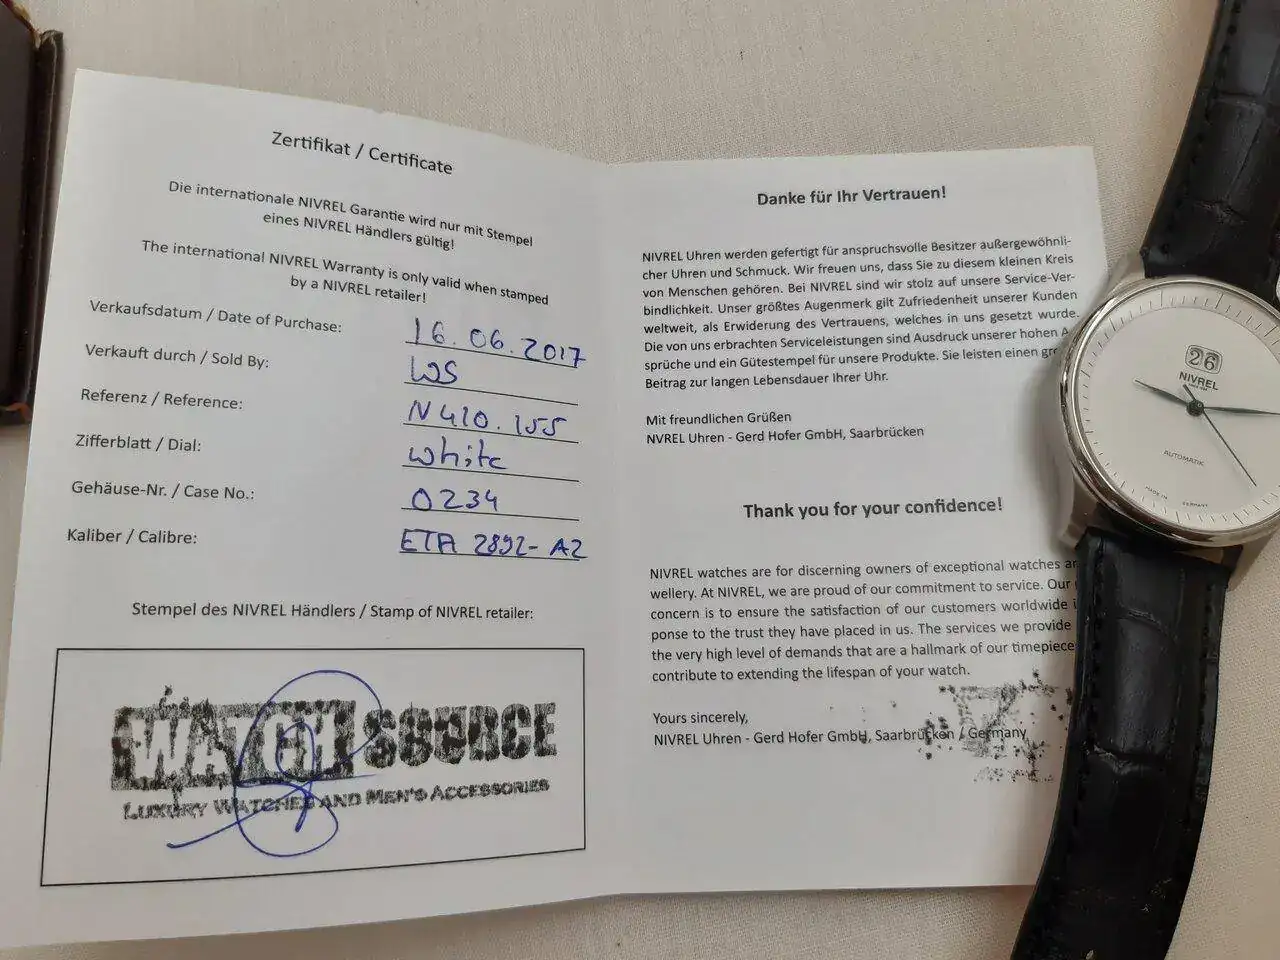 Zertifikat / Certificate
Die internationale NIVREL Garantie wird nur mit Stempel
eines NIVREL Händlers gültig!
The international NIVREL Warranty is only valid when stamped
by a NIVREL retailer!
Verkaufsdatum / Date of Purchase: 16.06.2017
Verkauft durch / Sold By: WS
Referenz / Reference: N410.155
Zifferblatt / Dial: white
Gehäuse-Nr. / Case No.: 0234
Kaliber / Calibre: ETA 2892-A2
Stempel des NIVREL Händlers / Stamp of NIVREL retailer:
WATCH SOURCE
LUXURY WATCHES AND MEN'S ACCESSORIES
Danke für Ihr Vertrauen!
NIVREL Uhren werden gefertigt für anspruchsvolle Besitzer außergewöhnli-
cher Uhren und Schmuck. Wir freuen uns, dass Sie zu diesem kleinen Kreis
von Menschen gehören. Bei NIVREL sind wir stolz auf unsere Service-Ver-
bindlichkeit. Unser größtes Augenmerk gilt Zufriedenheit unserer Kunden
weltweit, als Erwiderung des Vertrauens, welches in uns gesetzt wurde.
Die von uns erbrachten Serviceleistungen sind Ausdruck unserer hohen A
sprüche und ein Gütestempel für unsere Produkte. Sie leisten einen gro
Beitrag zur langen Lebensdauer Ihrer Uhr.
Mit freundlichen Grüßen
NVREL Uhren - Gerd Hofer GmbH, Saarbrücken
Thank you for your confidence!
NIVREL watches are for discerning owners of exceptional watches a
wellery. At NIVREL, we are proud of our commitment to service. Our
concern is to ensure the satisfaction of our customers worldwide i
ponse to the trust they have placed in us. The services we provide
the very high level of demands that are a hallmark of our timepiece
contribute to extending the lifespan of your watch.
Yours sincerely,
NIVREL Uhren - Gerd Hofer GmbH, Saarbrücken / Germany
26
NIVREL
AUTOMATIK
MADE IN GERMANY